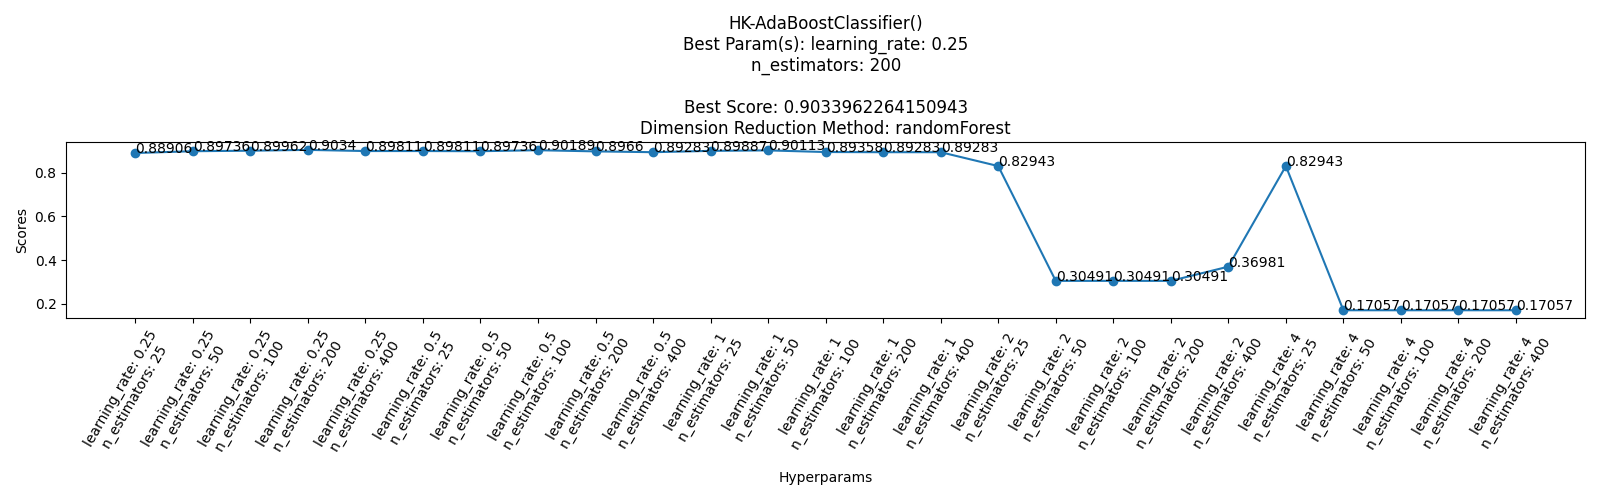 HK-AdaBoostClassifier()
Best Param(s): learning_rate: 0.25
n_estimators: 200
Best Score: 0.9033962264150943
Dimension Reduction Method: randomForest
0.88906
0.89736
0.89962
0.9034
0.89811
0.89811
0.89736
0.90189
0.8966
0.89283
0.89887
0.90113
0.89358
0.89283
0.89283
0.82943
0.30491
0.30491
0.30491
0.36981
0.82943
0.17057
0.17057
0.17057
0.17057
Scores
0.8
0.6
0.4
0.2
learning_rate: 0.25
n_estimators: 25
learning_rate: 0.25
n_estimators: 50
learning_rate: 0.25
n_estimators: 100
learning_rate: 0.25
n_estimators: 200
learning_rate: 0.25
n_estimators: 400
learning_rate: 0.5
n_estimators: 25
learning_rate: 0.5
n_estimators: 50
learning_rate: 0.5
n_estimators: 100
learning_rate: 0.5
n_estimators: 200
learning_rate: 0.5
n_estimators: 400
learning_rate: 1
n_estimators: 25
learning_rate: 1
n_estimators: 50
learning_rate: 1
n_estimators: 100
learning_rate: 1
n_estimators: 200
learning_rate: 1
n_estimators: 400
learning_rate: 2
n_estimators: 25
learning_rate: 2
n_estimators: 50
learning_rate: 2
n_estimators: 100
learning_rate: 2
n_estimators: 200
learning_rate: 2
n_estimators: 400
learning_rate: 4
n_estimators: 25
learning_rate: 4
n_estimators: 50
learning_rate: 4
n_estimators: 100
learning_rate: 4
n_estimators: 200
learning_rate: 4
n_estimators: 400
Hyperparams